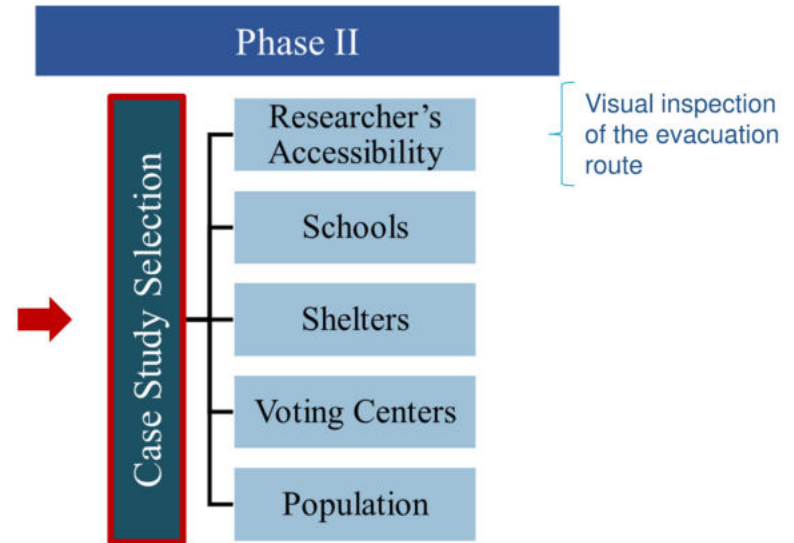 Phase II
Case Study Selection
Researcher's
Accessibility
Visual inspection
of the evacuation
route
Schools
Shelters
Voting Centers
Population